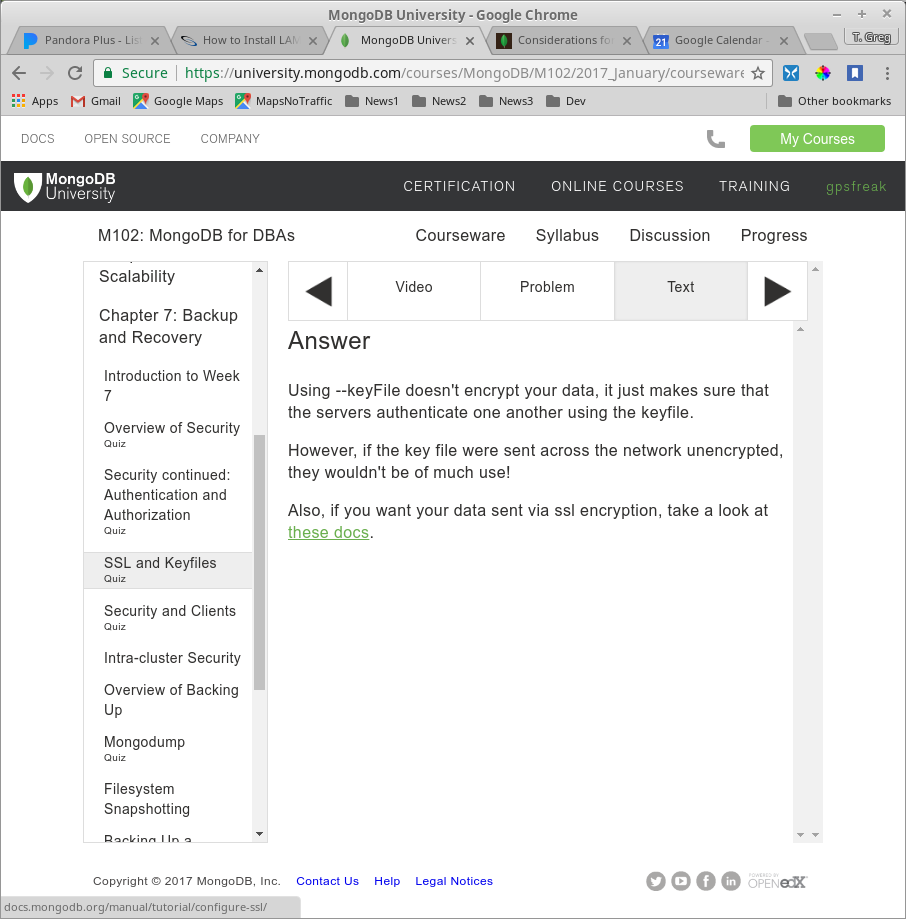 MongoDB University - Google Chrome
Pandora Plus - List
How to Install LAM
MongoDB Univers
Considerations fo
Google Calendar -
T. Greg
Secure
https://university.mongodb.com/courses/MongoDB/M102/2017_January/courseware
Apps
Gmail
Google Maps
MapsNoTraffic
News1
News2
News3
Dev
Other bookmarks
DOCS
OPEN SOURCE
COMPANY
My Courses
MongoDB
University
CERTIFICATION
ONLINE COURSES
TRAINING
gpsfreak
M102: MongoDB for DBAs
Courseware
Syllabus
Discussion
Progress
Scalability
Chapter 7: Backup
and Recovery
Introduction to Week
7
Overview of Security
Quiz
Security continued:
Authentication and
Authorization
Quiz
SSL and Keyfiles
Quiz
Security and Clients
Quiz
Intra-cluster Security
Overview of Backing
Up
Mongodump
Quiz
Filesystem
Snapshotting
Backing Up a
Video
Problem
Text
Answer
Using --keyFile doesn't encrypt your data, it just makes sure that
the servers authenticate one another using the keyfile.
However, if the key file were sent across the network unencrypted,
they wouldn't be of much use!
Also, if you want your data sent via ssl encryption, take a look at
these docs.
Copyright © 2017 MongoDB, Inc.
Contact Us
Help
Legal Notices
POWERED BY
OPEN edX
docs.mongodb.org/manual/tutorial/configure-ssl/